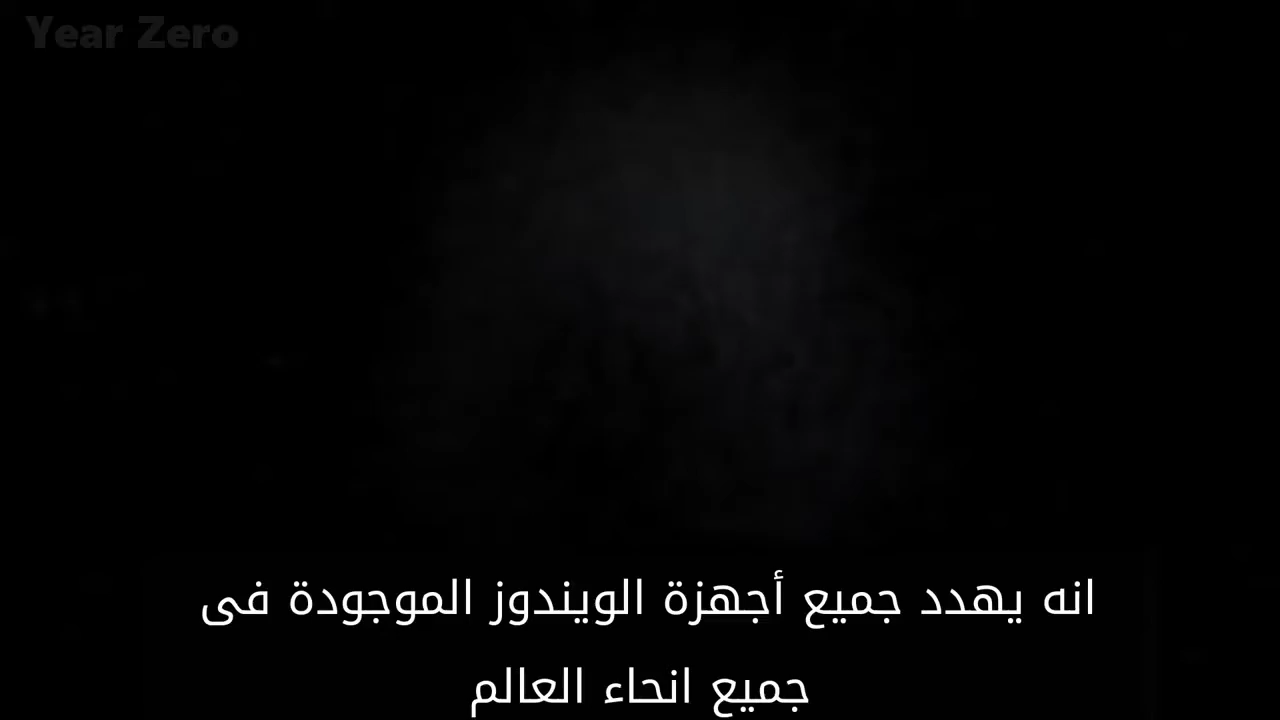 Year Zero
انه يهدد جميع أجهزة الويندوز الموجودة فى
جميع انحاء العالم